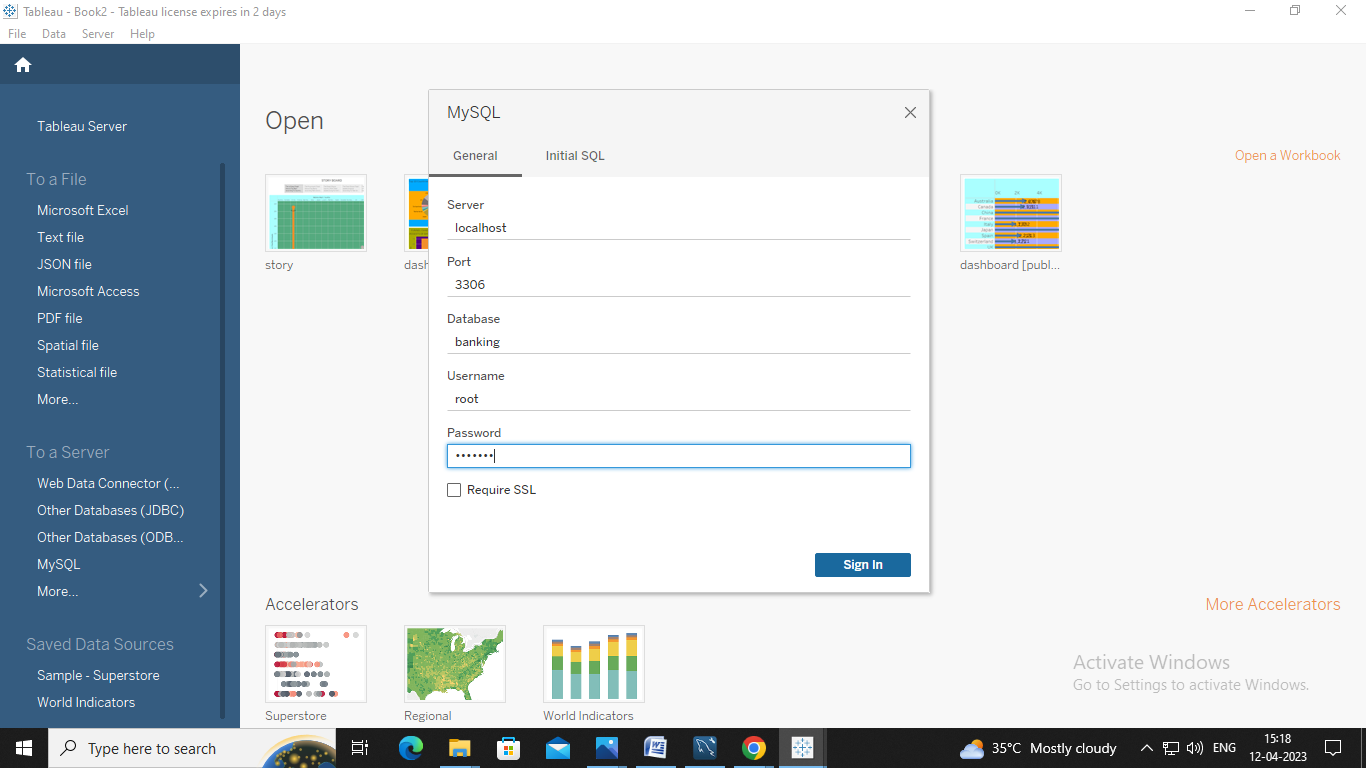 Tableau - Book2 - Tableau license expires in 2 days
File Data Server Help
Tableau Server
To a File
Microsoft Excel
Text file
JSON file
Microsoft Access
PDF file
Spatial file
Statistical file
More...
To a Server
Web Data Connector (...
Other Databases (JDBC)
Other Databases (ODB...
MySQL
More...
Saved Data Sources
Sample - Superstore
World Indicators
Open
Open a Workbook
story
dash
dashboard [publ...
MySQL
General Initial SQL
Server
localhost
Port
3306
Database
banking
Username
root
Password
•••••••
Require SSL
Sign In
Accelerators
More Accelerators
Superstore
Regional
World Indicators
Activate Windows
Go to Settings to activate Windows.
Type here to search
35°C Mostly cloudy
ENG
15:18
12-04-2023